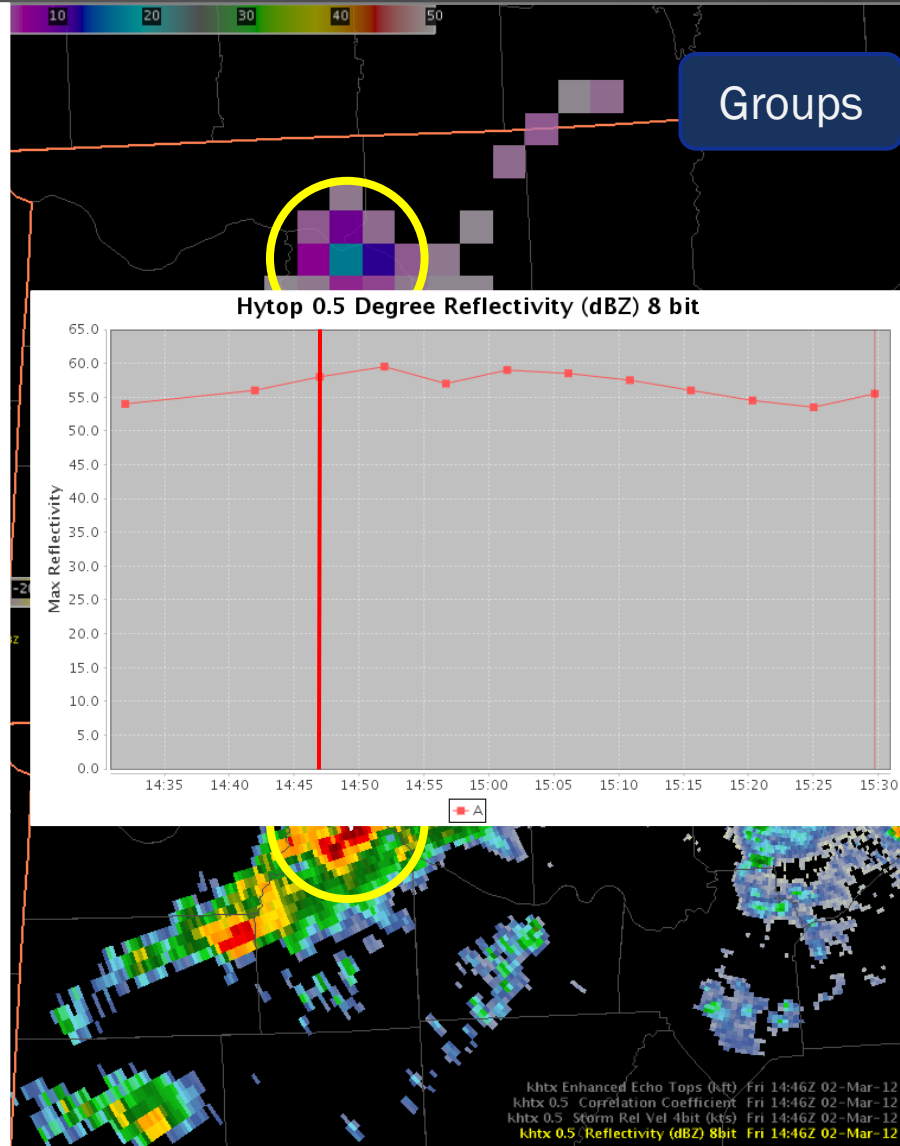 10 20 30 40 50
Groups
Hytop 0.5 Degree Reflectivity (dBZ) 8 bit
Max Reflectivity
65.0
60.0
55.0
50.0
45.0
40.0
35.0
30.0
25.0
20.0
15.0
10.0
5.0
0.0
14:35 14:40 14:45 14:50 14:55 15:00 15:05 15:10 15:15 15:20 15:25 15:30
A
khtx Enhanced Echo Tops (kft) Fri 14:46Z 02-Mar-12
khtx 0.5 Correlation Coefficient Fri 14:46Z 02-Mar-12
khtx 0.5 Storm Rel Vel 4bit (kts) Fri 14:46Z 02-Mar-12
khtx 0.5 Reflectivity (dBZ) 8bit Fri 14:46Z 02-Mar-12